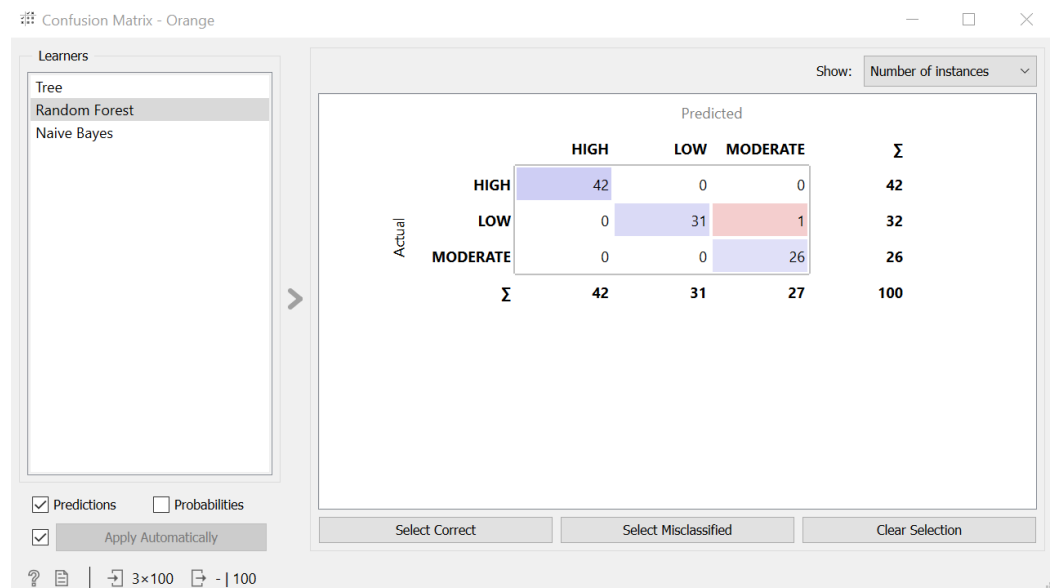 Confusion Matrix - Orange
Learners
Tree
Random Forest
Naive Bayes
Predictions
Probabilities
Apply Automatically
? 3×100 - | 100
Show: Number of instances
Predicted
HIGH LOW MODERATE Σ
Actual
HIGH 42 0 0 42
LOW 0 31 1 32
MODERATE 0 0 26 26
Σ 42 31 27 100
Select Correct
Select Misclassified
Clear Selection